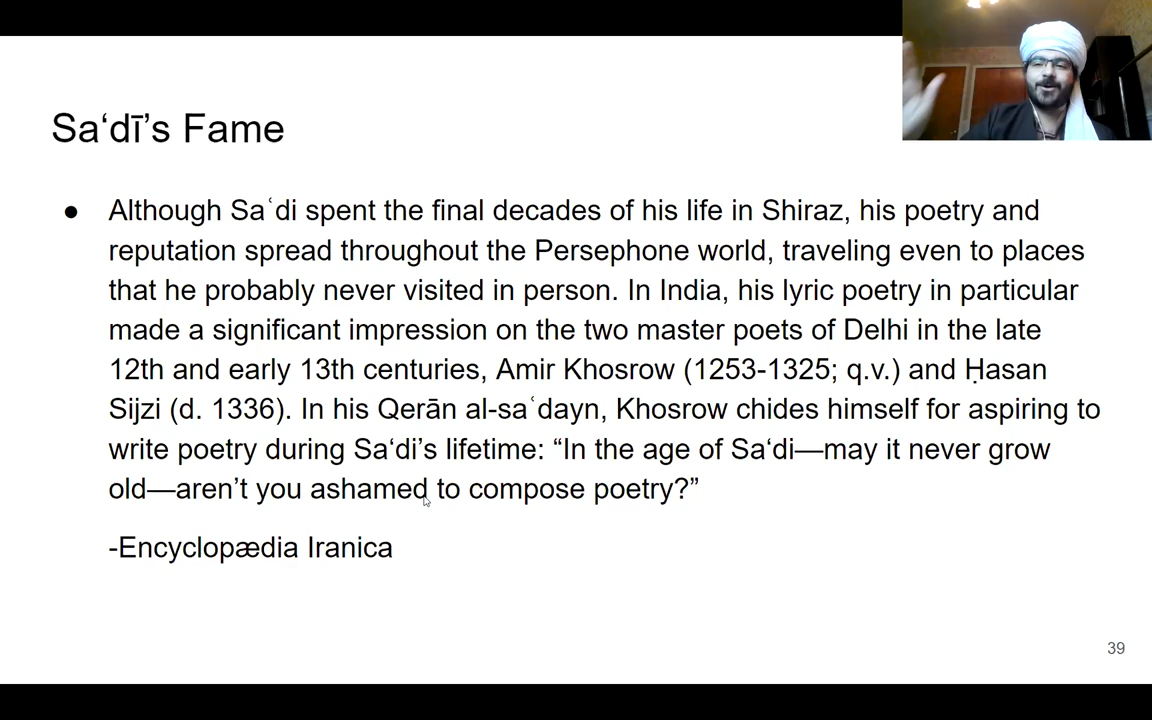 Sa‘dī’s Fame
● Although Saʿdi spent the final decades of his life in Shiraz, his poetry and
reputation spread throughout the Persephone world, traveling even to places
that he probably never visited in person. In India, his lyric poetry in particular
made a significant impression on the two master poets of Delhi in the late
12th and early 13th centuries, Amir Khosrow (1253-1325; q.v.) and Ḥasan
Sijzi (d. 1336). In his Qerān al-saʿdayn, Khosrow chides himself for aspiring to
write poetry during Sa‘di’s lifetime: “In the age of Sa‘di—may it never grow
old—aren’t you ashamed to compose poetry?”
-Encyclopædia Iranica
39